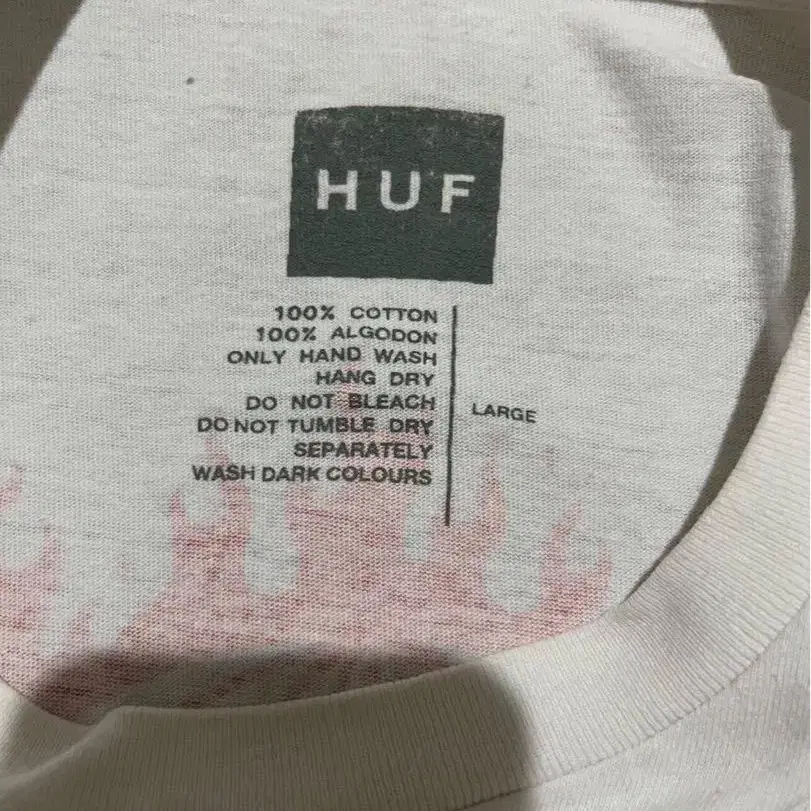 HUF
100% COTTON
100% ALGODON
ONLY HAND WASH
HANG DRY
DO NOT BLEACH
DO NOT TUMBLE DRY
SEPARATELY
WASH DARK COLOURS
LARGE